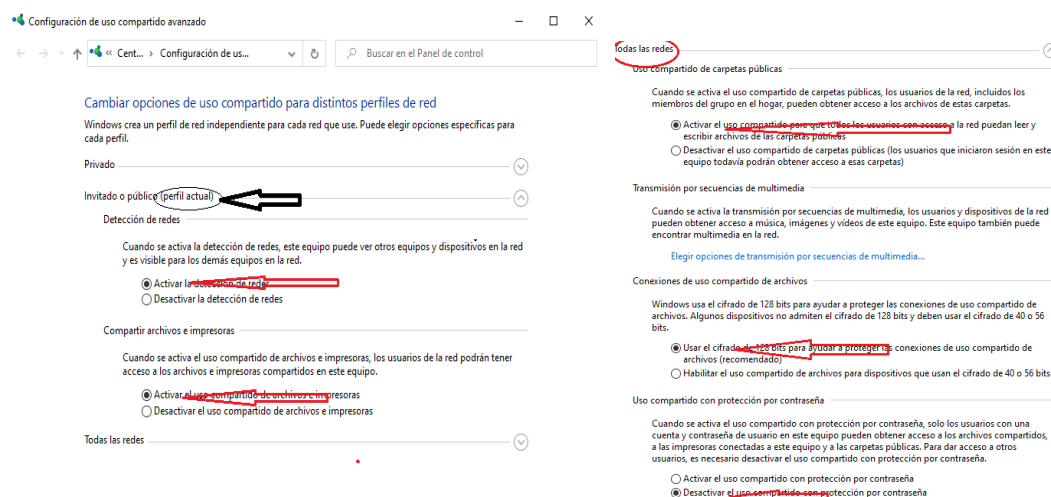 Configuración de uso compartido avanzado
« Cent... > Configuración de us...
Buscar en el Panel de control
Cambiar opciones de uso compartido para distintos perfiles de red
Windows crea un perfil de red independiente para cada red que use. Puede elegir opciones específicas para
cada perfil.
Privado
Invitado o público (perfil actual)
Detección de redes
Cuando se activa la detección de redes, este equipo puede ver otros equipos y dispositivos en la red
y es visible para los demás equipos en la red.
Activar la detección de redes
Desactivar la detección de redes
Compartir archivos e impresoras
Cuando se activa el uso compartido de archivos e impresoras, los usuarios de la red podrán tener
acceso a los archivos e impresoras compartidos en este equipo.
Activar el uso compartido de archivos e impresoras
Desactivar el uso compartido de archivos e impresoras
Todas las redes
Todas las redes
Uso compartido de carpetas públicas
Cuando se activa el uso compartido de carpetas públicas, los usuarios de la red, incluidos los
miembros del grupo en el hogar, pueden obtener acceso a los archivos de estas carpetas.
Activar el uso compartido para que todos los usuarios con acceso a la red puedan leer y
escribir archivos de las carpetas públicas
Desactivar el uso compartido de carpetas públicas (los usuarios que iniciaron sesión en este
equipo todavía podrán obtener acceso a esas carpetas)
Transmisión por secuencias de multimedia
Cuando se activa la transmisión por secuencias de multimedia, los usuarios y dispositivos de la red
pueden obtener acceso a música, imágenes y vídeos de este equipo. Este equipo también puede
encontrar multimedia en la red.
Elegir opciones de transmisión por secuencias de multimedia...
Conexiones de uso compartido de archivos
Windows usa el cifrado de 128 bits para ayudar a proteger las conexiones de uso compartido de
archivos. Algunos dispositivos no admiten el cifrado de 128 bits y deben usar el cifrado de 40 o 56
bits.
Usar el cifrado de 128 bits para ayudar a proteger las conexiones de uso compartido de
archivos (recomendado)
Habilitar el uso compartido de archivos para dispositivos que usan el cifrado de 40 o 56 bits
Uso compartido con protección por contraseña
Cuando se activa el uso compartido con protección por contraseña, solo los usuarios con una
cuenta y contraseña de usuario en este equipo pueden obtener acceso a los archivos compartidos,
a las impresoras conectadas a este equipo y a las carpetas públicas. Para dar acceso a otros
usuarios, es necesario desactivar el uso compartido con protección por contraseña.
Activar el uso compartido con protección por contraseña
Desactivar el uso compartido con protección por contraseña